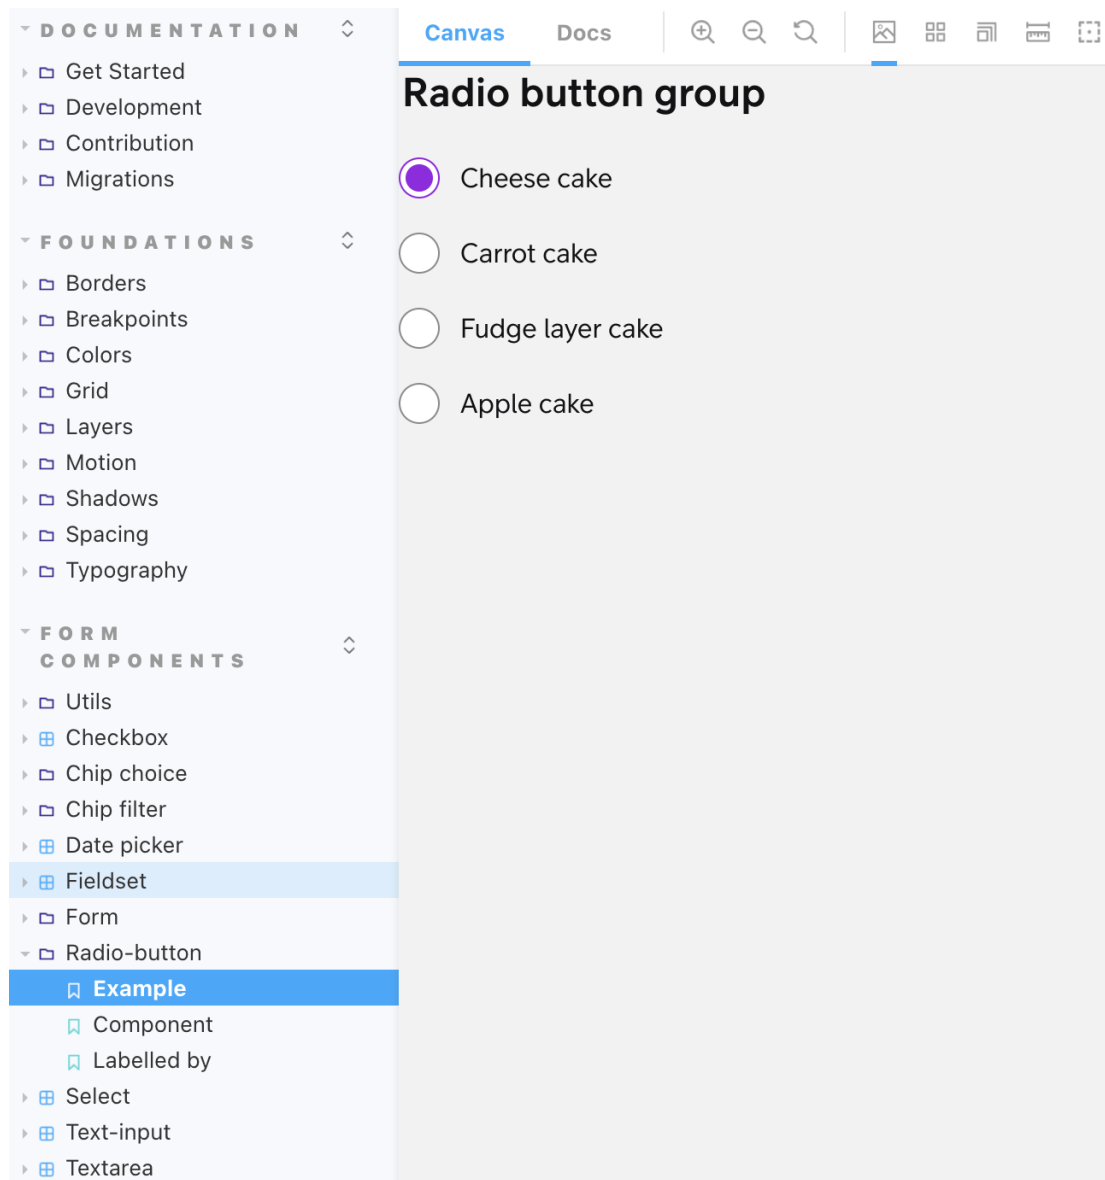 DOCUMENTATION
Get Started
Development
Contribution
Migrations
FOUNDATIONS
Borders
Breakpoints
Colors
Grid
Layers
Motion
Shadows
Spacing
Typography
FORM
COMPONENTS
Utils
Checkbox
Chip choice
Chip filter
Date picker
Fieldset
Form
Radio-button
Example
Component
Labelled by
Select
Text-input
Textarea
Canvas Docs
Radio button group
Cheese cake
Carrot cake
Fudge layer cake
Apple cake